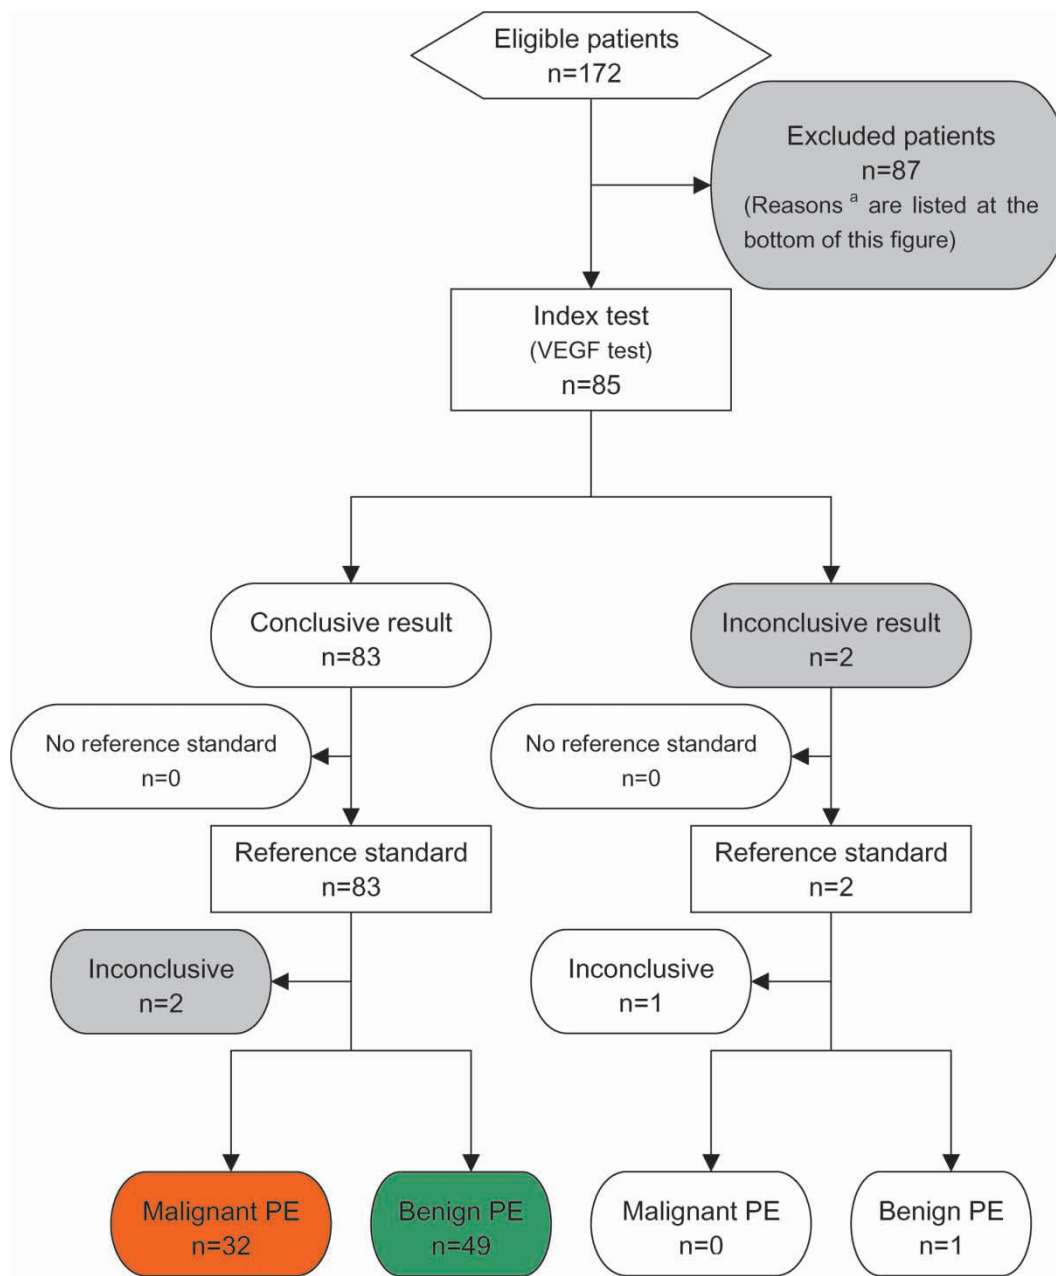 Eligible patients
n=172
Excluded patients
n=87
(Reasons a are listed at the
bottom of this figure)
Index test
(VEGF test)
n=85
Conclusive result
n=83
Inconclusive result
n=2
No reference standard
n=0
No reference standard
n=0
Reference standard
n=83
Reference standard
n=2
Inconclusive
n=2
Inconclusive
n=1
Malignant PE
n=32
Benign PE
n=49
Malignant PE
n=0
Benign PE
n=1